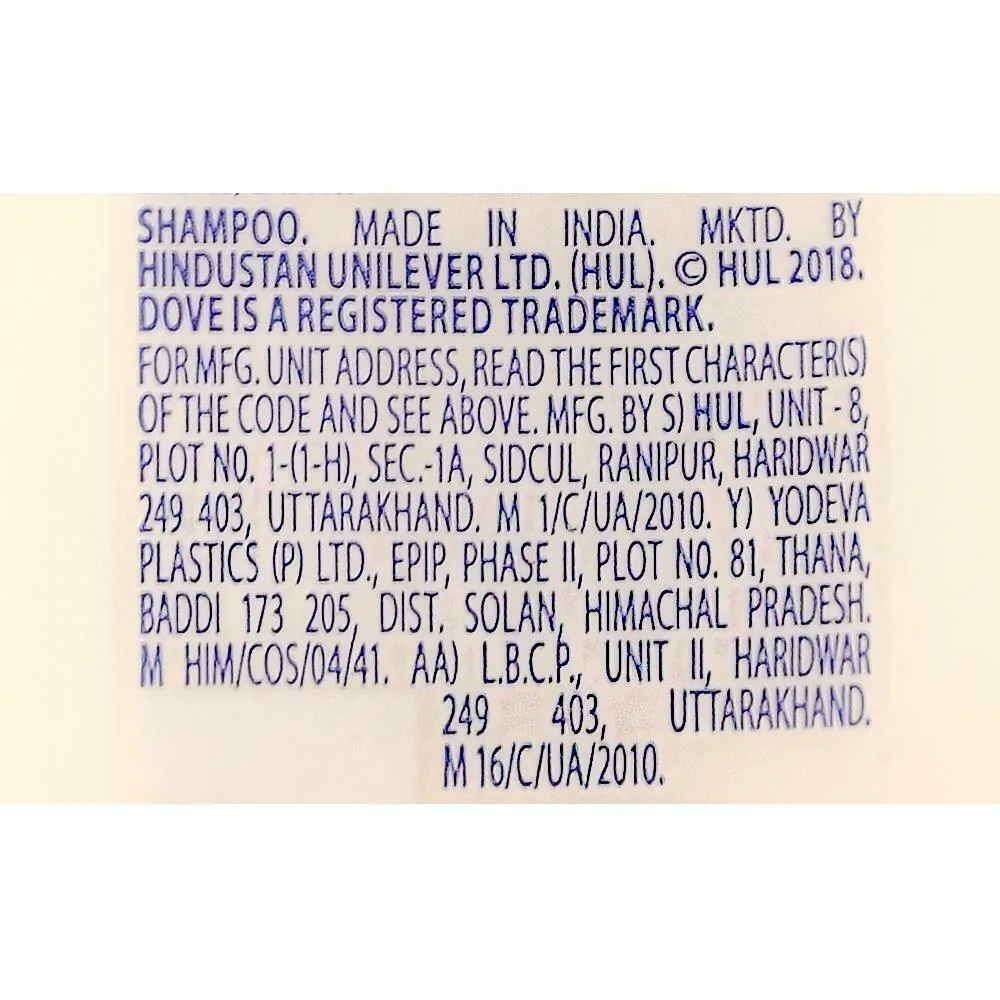 SHAMPOO. MADE IN INDIA. MKTD. BY
HINDUSTAN UNILEVER LTD. (HUL). © HUL 2018.
DOVE IS A REGISTERED TRADEMARK.
FOR MFG. UNIT ADDRESS, READ THE FIRST CHARACTER(S)
OF THE CODE AND SEE ABOVE. MFG. BY S) HUL, UNIT - 8,
PLOT NO. 1-(1-H), SEC.-1A, SIDCUL, RANIPUR, HARIDWAR
249 403, UTTARAKHAND. M 1/C/UA/2010. Y) YODEVA
PLASTICS (P) LTD., EPIP, PHASE II, PLOT NO. 81, THANA,
BADDI 173 205, DIST. SOLAN, HIMACHAL PRADESH.
M HIM/COS/04/41. AA) L.B.C.P., UNIT II, HARIDWAR
249 403, UTTARAKHAND.
M 16/C/UA/2010.